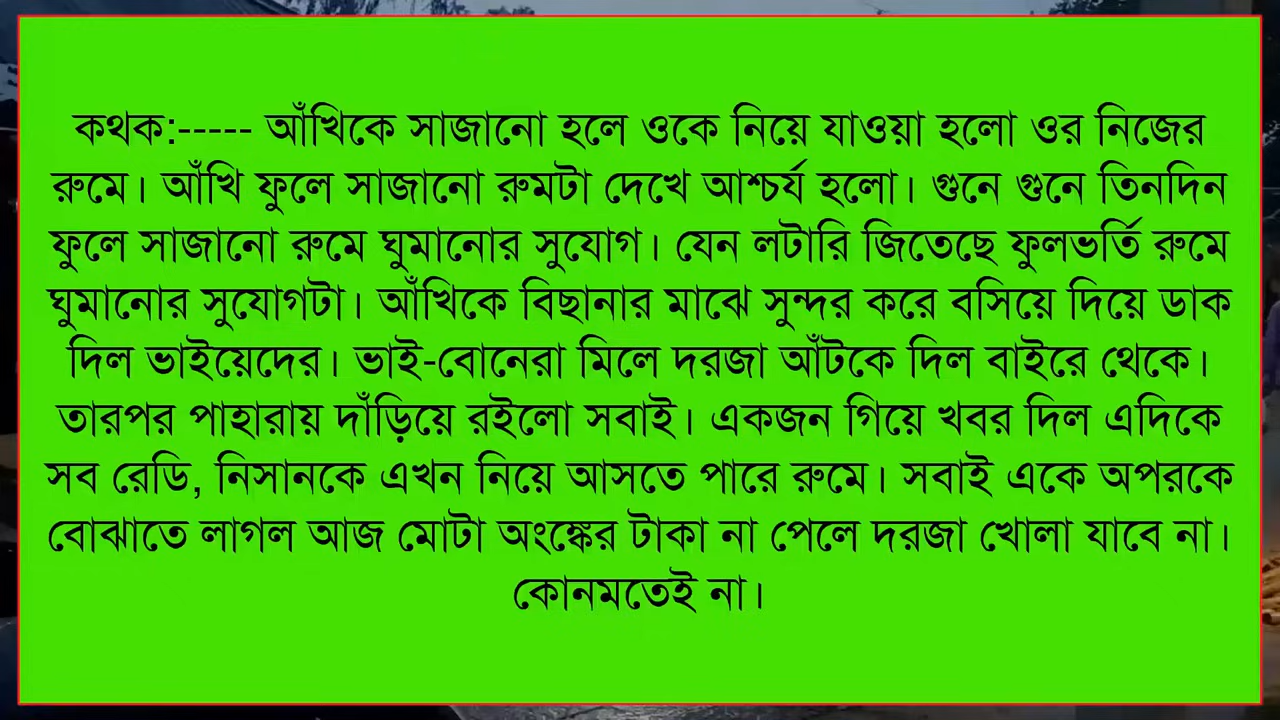 কথক:----- আঁখিকে সাজানো হলে ওকে নিয়ে যাওয়া হলো ওর নিজের
রুমে। আঁখি ফুলে সাজানো রুমটা দেখে আশ্চর্য হলো। গুনে গুনে তিনদিন
ফুলে সাজানো রুমে ঘুমানোর সুযোগ। যেন লটারি জিতেছে ফুলভর্তি রুমে
ঘুমানোর সুযোগটা। আঁখিকে বিছানার মাঝে সুন্দর করে বসিয়ে দিয়ে ডাক
দিল ভাইয়েদের। ভাই-বোনেরা মিলে দরজা আঁটকে দিল বাইরে থেকে।
তারপর পাহারায় দাঁড়িয়ে রইলো সবাই। একজন গিয়ে খবর দিল এদিকে
সব রেডি, নিসানকে এখন নিয়ে আসতে পারে রুমে। সবাই একে অপরকে
বোঝাতে লাগল আজ মোটা অংঙ্কের টাকা না পেলে দরজা খোলা যাবে না।
কোনমতেই না।